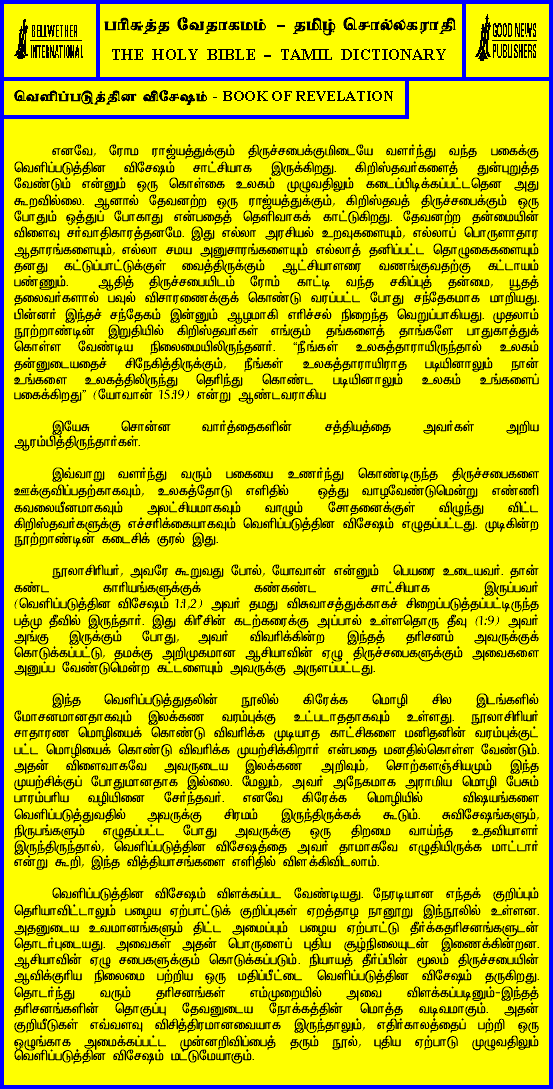 BELLWETHER
INTERNATIONAL
பரிசுத்த வேதாகமம் – தமிழ் சொல்லகராதி
THE HOLY BIBLE – TAMIL DICTIONARY
GOOD NEWS
PUBLISHERS
வெளிப்படுத்தின விசேஷம் - BOOK OF REVELATION
எனவே, ரோம ராஜ்யத்துக்கும் திருச்சபைக்குமிடையே வளர்ந்து வந்த பகைக்கு
வெளிப்படுத்தின விசேஷம் சாட்சியாக இருக்கிறது. கிறிஸ்தவர்களைத் துன்புறுத்த
வேண்டும் என்னும் ஒரு கொள்கை உலகம் முழுவதிலும் கடைப்பிடிக்கப்பட்டதென அது
கூறவில்லை. ஆனால் தேவனற்ற ஒரு ராஜ்யத்துக்கும், கிறிஸ்தவத் திருச்சபைக்கும் ஒரு
போதும் ஒத்துப் போகாது என்பதைத் தெளிவாகக் காட்டுகிறது. தேவனற்ற தன்மையின்
விளைவு சர்வாதிகாரத்தனமே. இது எல்லா அரசியல் உறவுகளையும், எல்லாப் பொருளாதார
ஆதாரங்களையும், எல்லா சமய அனுசாரங்களையும் எல்லாத் தனிப்பட்ட தொழுகைகளையும்
தனது கட்டுப்பாட்டுக்குள் வைத்திருக்கும் ஆட்சியாளரை வணங்குவதற்கு கட்டாயம்
பண்ணும். ஆதித் திருச்சபையிடம் ரோம் காட்டி வந்த சகிப்புத் தன்மை, யூதத்
தலைவர்களால் பவுல் விசாரணைக்குக் கொண்டு வரப்பட்ட போது சந்தேகமாக மாறியது.
பின்னர் இந்தச் சந்தேகம் இன்னும் ஆழமாகி எரிச்சல் நிறைந்த வெறுப்பாகியது. முதலாம்
நூற்றாண்டின் இறுதியில் கிறிஸ்தவர்கள் எங்கும் தங்களைத் தாங்களே பாதுகாத்துக்
கொள்ள வேண்டிய நிலைமையிலிருந்தனர். "நீங்கள் உலகத்தாராயிருந்தால் உலகம்
தன்னுடையதைச் சிநேகித்திருக்கும், நீங்கள் உலகத்தாராயிராத படியினாலும் நான்
உங்களை உலகத்திலிருந்து தெரிந்து கொண்ட படியினாலும் உலகம் உங்களைப்
பகைக்கிறது" (யோவான் 15:19) என்று ஆண்டவராகிய
இயேசு சொன்ன வார்த்தைகளின் சத்தியத்தை அவர்கள் அறிய
ஆரம்பித்திருந்தார்கள்.
இவ்வாறு வளர்ந்து வரும் பகையை உணர்ந்து கொண்டிருந்த திருச்சபைகளை
ஊக்குவிப்பதற்காகவும், உலகத்தோடு எளிதில் ஒத்து வாழவேண்டுமென்று எண்ணி
கவலையீனமாகவும் அலட்சியமாகவும் வாழும் சோதனைக்குள் விழுந்து விட்ட
கிறிஸ்தவர்களுக்கு எச்சரிக்கையாகவும் வெளிப்படுத்தின விசேஷம் எழுதப்பட்டது. முடிகின்ற
நூற்றாண்டின் கடைசிக் குரல் இது.
நூலாசிரியர், அவரே கூறுவது போல், யோவான் என்னும் பெயரை உடையவர். தான்
கண்ட காரியங்களுக்குக் கண்கண்ட சாட்சியாக இருப்பவர்
(வெளிப்படுத்தின விசேஷம் 1:1,2) அவர் தமது விசுவாசத்துக்காகச் சிறைப்படுத்தப்பட்டிருந்த
பத்மு தீவில் இருந்தார். இது கிரீசின் கடற்கரைக்கு அப்பால் உள்ளதொரு தீவு (1:9) அவர்
அங்கு இருக்கும் போது, அவர் விவரிக்கின்ற இந்தத் தரிசனம் அவருக்குக்
கொடுக்கப்பட்டு, தமக்கு அறிமுகமான ஆசியாவின் ஏழு திருச்சபைகளுக்கும் அவைகளை
அனுப்ப வேண்டுமென்ற கட்டளையும் அவருக்கு அருளப்பட்டது.
இந்த வெளிப்படுத்துதலின் நூலில் கிரேக்க மொழி சில இடங்களில்
மோசனமானதாகவும் இலக்கண வரம்புக்கு உட்படாததாகவும் உள்ளது. நூலாசிரியர்
சாதாரண மொழியைக் கொண்டு விவரிக்க முடியாத காட்சிகளை மனிதனின் வரம்புக்குட்
பட்ட மொழியைக் கொண்டு விவரிக்க முயற்சிக்கிறார் என்பதை மனதில்கொள்ள வேண்டும்.
அதன் விளைவாகவே அவருடைய இலக்கண அறிவும், சொற்களஞ்சியமும் இந்த
முயற்சிக்குப் போதுமானதாக இல்லை. மேலும், அவர் அநேகமாக அராமிய மொழி பேசும்
பாரம்பரிய வழியினை சேர்ந்தவர். எனவே கிரேக்க மொழியில் விஷயங்களை
வெளிப்படுத்துவதில் அவருக்கு சிரமம் இருந்திருக்கக் கூடும். சுவிசேஷங்களும்,
நிருபங்களும் எழுதப்பட்ட போது அவருக்கு ஒரு திறமை வாய்ந்த உதவியாளர்
இருந்திருந்தால், வெளிப்படுத்தின விசேஷத்தை அவர் தாமாகவே எழுதியிருக்க மாட்டார்
என்று கூறி, இந்த வித்தியாசங்களை எளிதில் விளக்கிவிடலாம்.
வெளிப்படுத்தின விசேஷம் விளக்கப்பட வேண்டியது. நேரடியான எந்தக் குறிப்பும்
தெரியாவிட்டாலும் பழைய ஏற்பாட்டுக் குறிப்புகள் ஏறத்தாழ நானூறு இந்நூலில் உள்ளன.
அதனுடைய உவமானங்களும் திட்ட அமைப்பும் பழைய ஏற்பாட்டு தீர்க்கதரிசனங்களுடன்
தொடர்புடையது. அவைகள் அதன் பொருளைப் புதிய சூழ்நிலையுடன் இணைக்கின்றன.
ஆசியாவின் ஏழு சபைகளுக்கும் கொடுக்கப்படும். நியாயத் தீர்ப்பின் மூலம் திருச்சபையின்
ஆவிக்குரிய நிலைமை பற்றிய ஒரு மதிப்பீட்டை வெளிப்படுத்தின விசேஷம் தருகிறது.
தொடர்ந்து வரும் தரிசனங்கள் எம்முறையில் அவை விளக்கப்படினும்-இந்தத்
தரிசனங்களின் தொகுப்பு தேவனுடைய நோக்கத்தின் மொத்த வடிவமாகும். அதன்
குறியீடுகள் எவ்வளவு விசித்திரமானவையாக இருந்தாலும், எதிர்காலத்தைப் பற்றி ஒரு
ஒழுங்காக அமைக்கப்பட்ட முன்னறிவிப்பைத் தரும் நூல், புதிய ஏற்பாடு முழுவதிலும்
வெளிப்படுத்தின விசேஷம் மட்டுமேயாகும்.